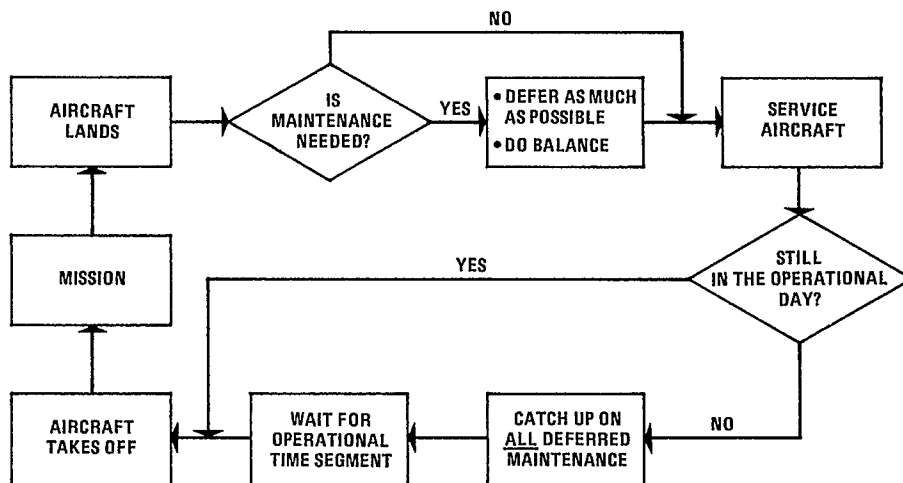 NO
AIRCRAFT
LANDS
IS
MAINTENANCE
NEEDED?
YES
• DEFER AS MUCH
AS POSSIBLE
• DO BALANCE
SERVICE
AIRCRAFT
MISSION
YES
STILL
IN THE OPERATIONAL
DAY?
AIRCRAFT
TAKES OFF
WAIT FOR
OPERATIONAL
TIME SEGMENT
CATCH UP ON
ALL DEFERRED
MAINTENANCE
NO